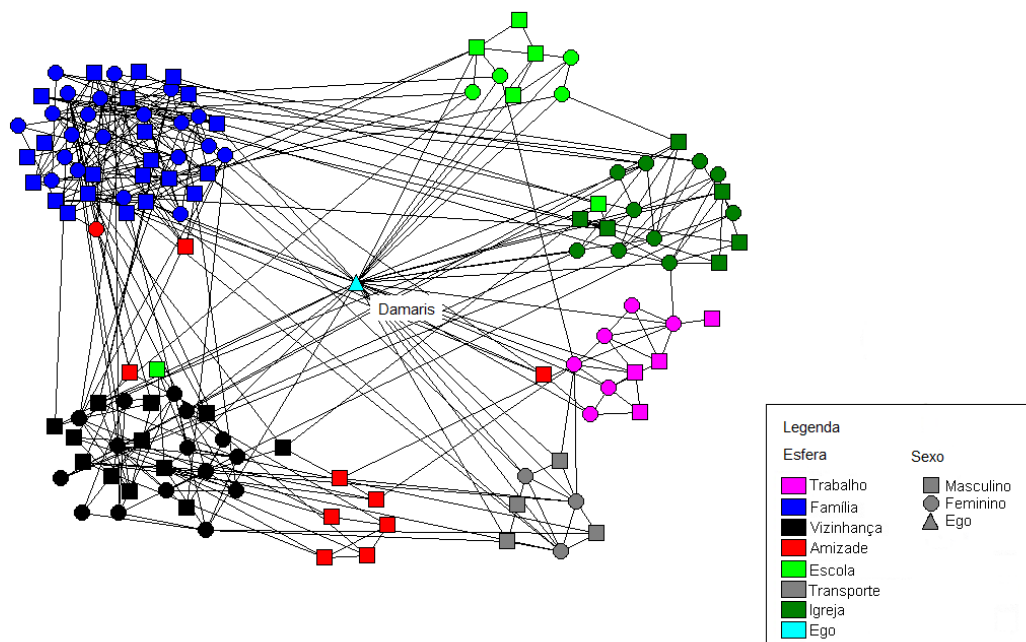 Damaris
Legenda
Esfera
Trabalho
Família
Vizinhança
Amizade
Escola
Transporte
Igreja
Ego
Sexo
Masculino
Feminino
Ego